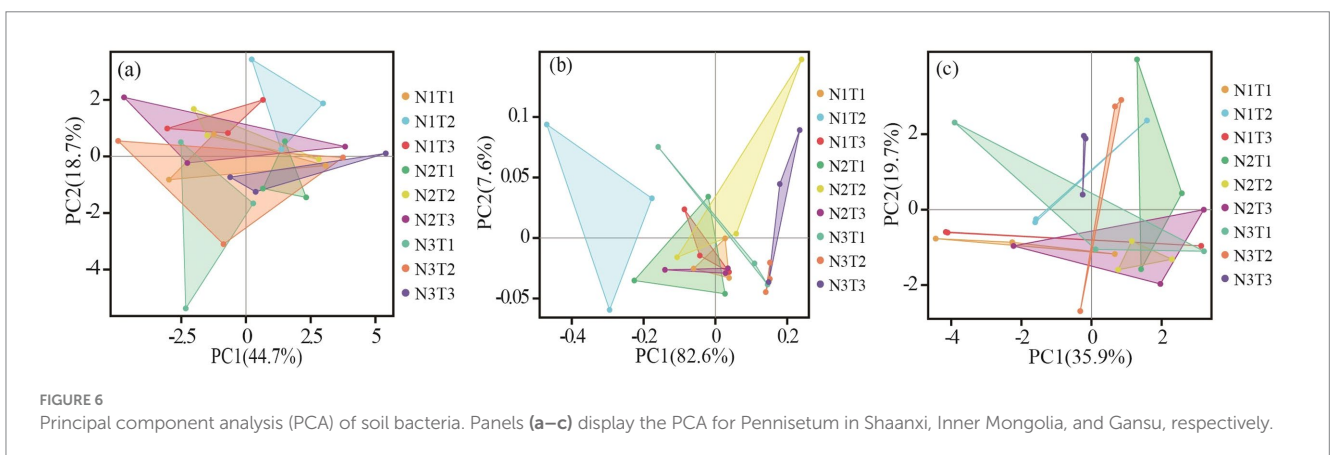 (a)
PC2(18.7%)
2
0
-2
-4
-2.5
0
2.5
5
PC1(44.7%)
N1T1
N1T2
N1T3
N2T1
N2T2
N2T3
N3T1
N3T2
N3T3
(b)
PC2(7.6%)
0.1
0.05
0
-0.05
-0.4
-0.2
0
0.2
PC1(82.6%)
N1T1
N1T2
N1T3
N2T1
N2T2
N2T3
N3T1
N3T2
N3T3
(c)
PC2(19.7%)
2
0
-2
-4
-2
0
2
PC1(35.9%)
N1T1
N1T2
N1T3
N2T1
N2T2
N2T3
N3T1
N3T2
N3T3
FIGURE 6
Principal component analysis (PCA) of soil bacteria. Panels (a–c) display the PCA for Pennisetum in Shaanxi, Inner Mongolia, and Gansu, respectively.